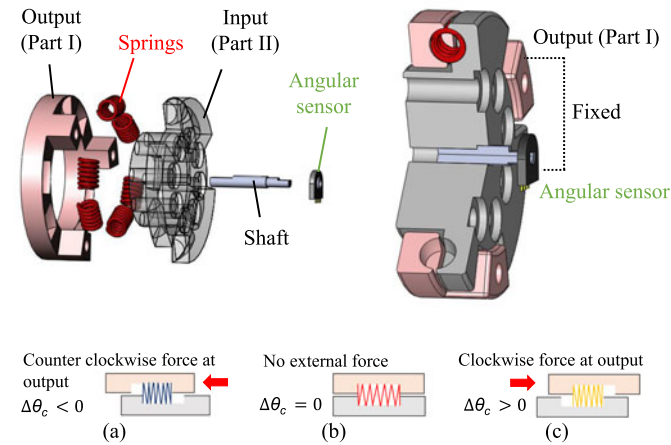 Output
(Part I)
Springs
Input
(Part II)
Angular
sensor
Shaft
Output (Part I)
Fixed
Angular sensor
Counter clockwise force at
output
Δθc < 0
(a)
No external force
Δθc = 0
(b)
Clockwise force at output
Δθc > 0
(c)